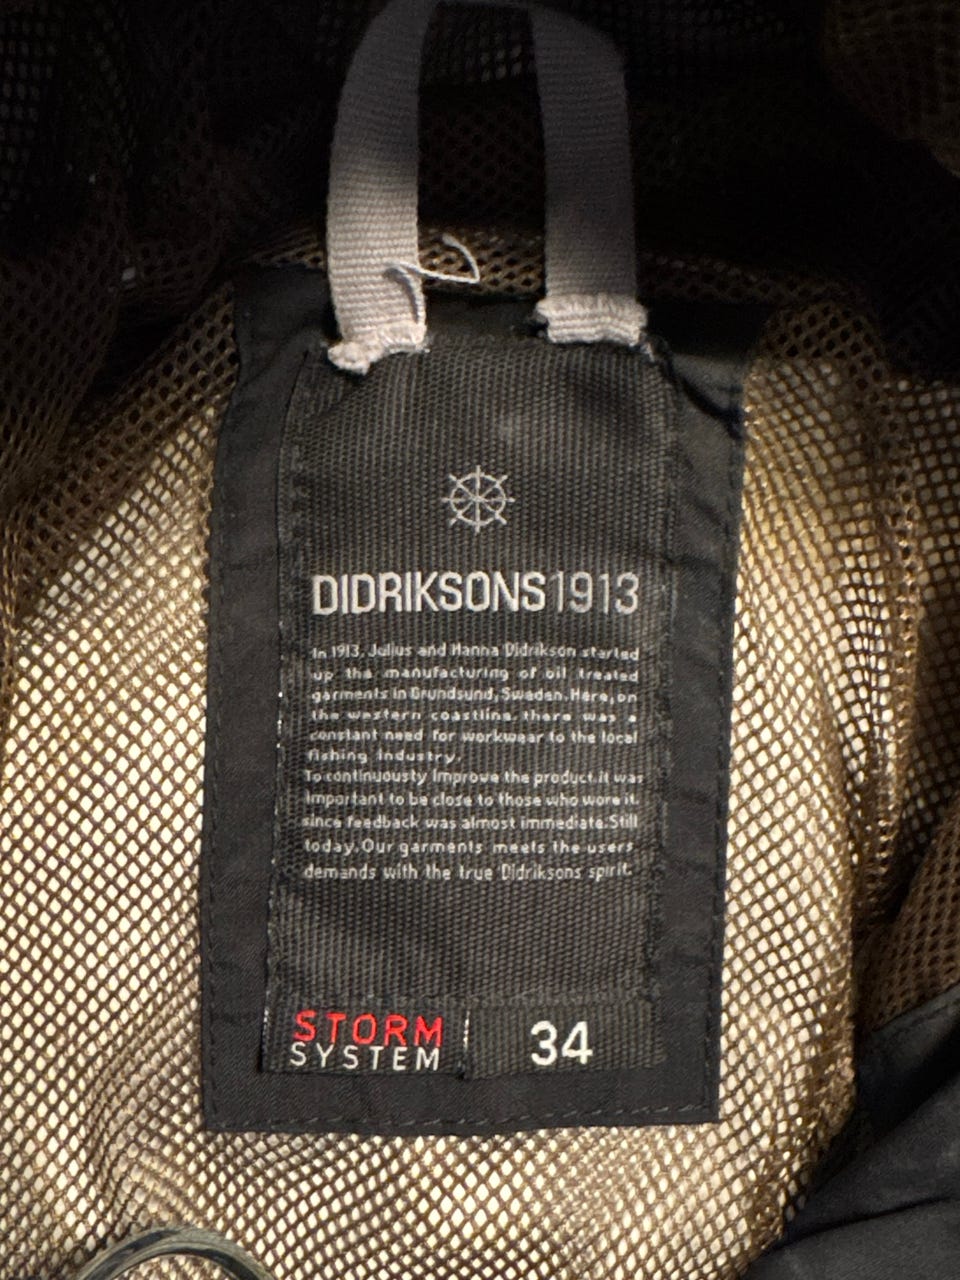 DIDRIKSONS1913
In 1913, Julius and Hanna Didrikson started
up the manufacturing of oil treated
garments in Grundsund, Sweden. Here, on
the western coastline, there was a
constant need for workwear to the local
fishing industry.
To continuously improve the product, it was
important to be close to those who wore it,
since feedback was almost immediate. Still
today, Our garments meets the users
demands with the true Didriksons spirit.
STORM
SYSTEM
34